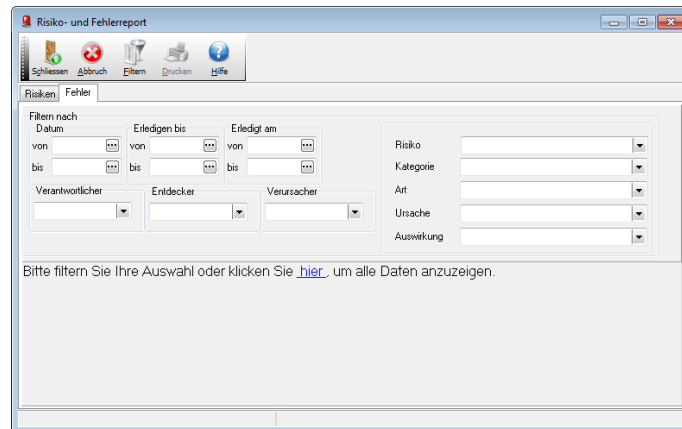 Risiko- und Fehlerreport
Schliessen Abbruch Filtern Drucken Hilfe
Risiken Fehler
Filtern nach
Datum Erledigen bis Erledigt am
von von von
bis bis bis
Verantwortlicher Entdecker Verursacher
Risiko
Kategorie
Art
Ursache
Auswirkung
Bitte filtern Sie Ihre Auswahl oder klicken Sie hier , um alle Daten anzuzeigen.